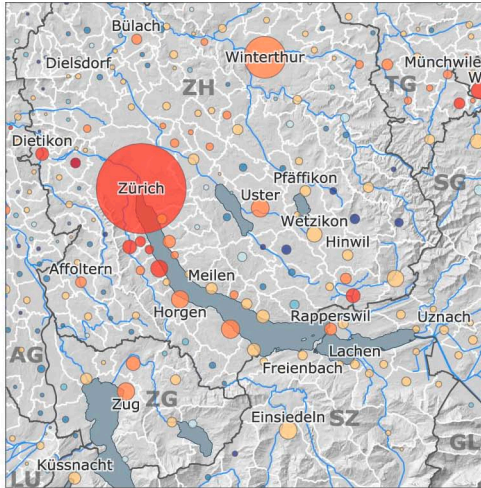 Bülach
Winterthur
Dielsdorf
Münchwile
W
ZH
TG
Dietikon
Pfäffikon
SG
Zürich
Uster
Wetzikon
Hinwil
Affoltern
Meilen
Horgen
Rapperswil
Uznach
AG
Lachen
Freienbach
Zug
ZG
Einsiedeln
SZ
GL
Küssnacht
LU